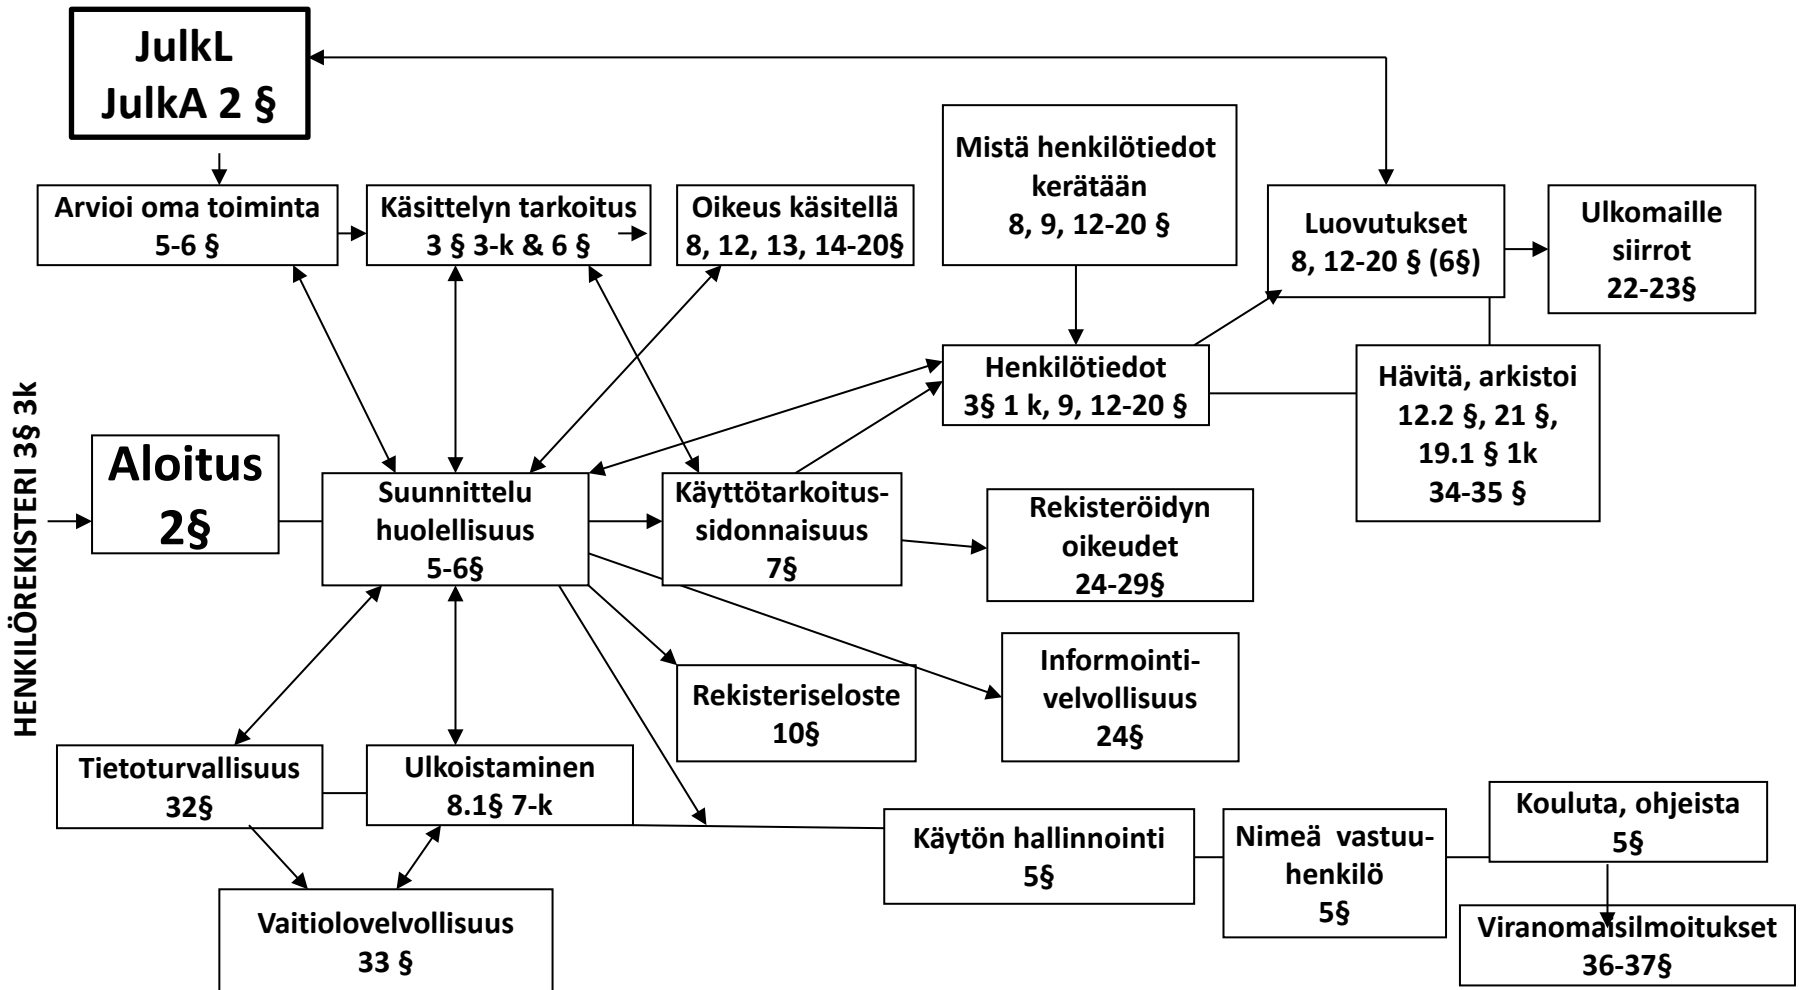 JulkL
JulkA 2 §
Mistä henkilötiedot
kerätään
8, 9, 12-20 §
Arvioi oma toiminta
5-6 §
Käsittelyn tarkoitus
3 § 3-k & 6 §
Oikeus käsitellä
8, 12, 13, 14-20§
Luovutukset
8, 12-20 § (6§)
Ulkomaille
siirrot
22-23§
Henkilötiedot
3§ 1 k, 9, 12-20 §
Hävitä, arkistoi
12.2 §, 21 §,
19.1 § 1k
34-35 §
HENKILÖREKISTERI 3§ 3k
Aloitus
2§
Suunnittelu
huolellisuus
5-6§
Käyttötarkoitus-
sidonnaisuus
7§
Rekisteröidyn
oikeudet
24-29§
Rekisteriseloste
10§
Informointi-
velvollisuus
24§
Tietoturvallisuus
32§
Ulkoistaminen
8.1§ 7-k
Käytön hallinnointi
5§
Nimeä vastuu-
henkilö
5§
Kouluta, ohjeista
5§
Vaitiolovelvollisuus
33 §
Viranomaisilmoitukset
36-37§